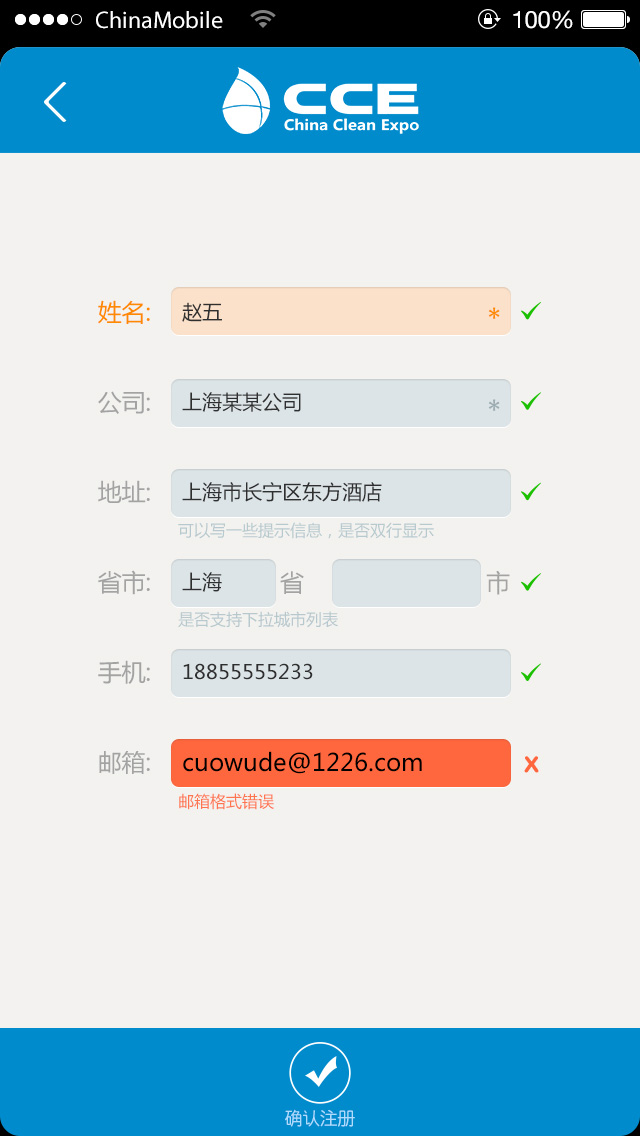 ChinaMobile 100%
CCE
China Clean Expo
姓名: 赵五 *
公司: 上海某某公司 *
地址: 上海市长宁区东方酒店
可以写一些提示信息，是否双行显示
省市: 上海 省 市
是否支持下拉城市列表
手机: 18855555233
邮箱: cuowude@1226.com
邮箱格式错误
确认注册